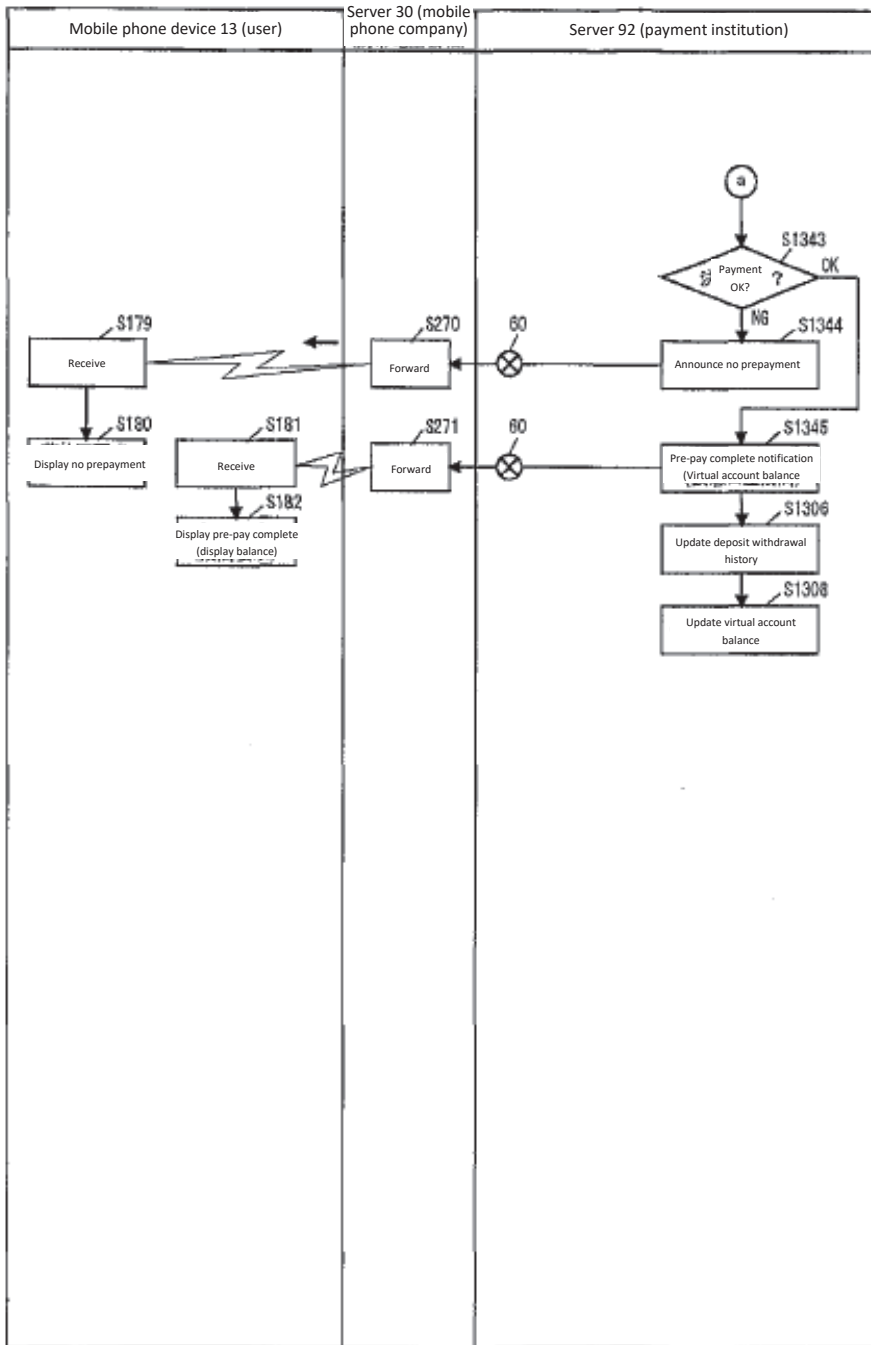 Mobile phone device 13 (user)
Server 30 (mobile
phone company)
Server 92 (payment institution)
a
S1343
Payment
OK?
?
OK
NG
S1344
Announce no prepayment
60
S270
Forward
S179
Receive
S180
Display no prepayment
S1345
Pre-pay complete notification
(Virtual account balance
60
S271
Forward
S181
Receive
S182
Display pre-pay complete
(display balance)
S1306
Update deposit withdrawal
history
S1308
Update virtual account
balance